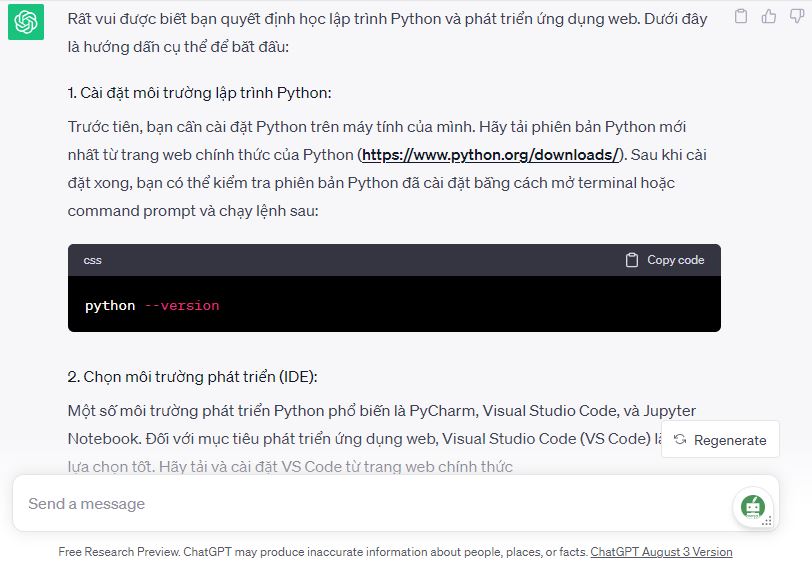 Rất vui được biết bạn quyết định học lập trình Python và phát triển ứng dụng web. Dưới đây
là hướng dẫn cụ thể để bắt đầu:
1. Cài đặt môi trường lập trình Python:
Trước tiên, bạn cần cài đặt Python trên máy tính của mình. Hãy tải phiên bản Python mới
nhất từ trang web chính thức của Python (https://www.python.org/downloads/). Sau khi cài
đặt xong, bạn có thể kiểm tra phiên bản Python đã cài đặt bằng cách mở terminal hoặc
command prompt và chạy lệnh sau:
css
Copy code
python --version
2. Chọn môi trường phát triển (IDE):
Một số môi trường phát triển Python phổ biến là PyCharm, Visual Studio Code, và Jupyter
Notebook. Đối với mục tiêu phát triển ứng dụng web, Visual Studio Code (VS Code) là
Regenerate
lựa chọn tốt. Hãy tải và cài đặt VS Code từ trang web chính thức
Send a message
Free Research Preview. ChatGPT may produce inaccurate information about people, places, or facts. ChatGPT August 3 Version